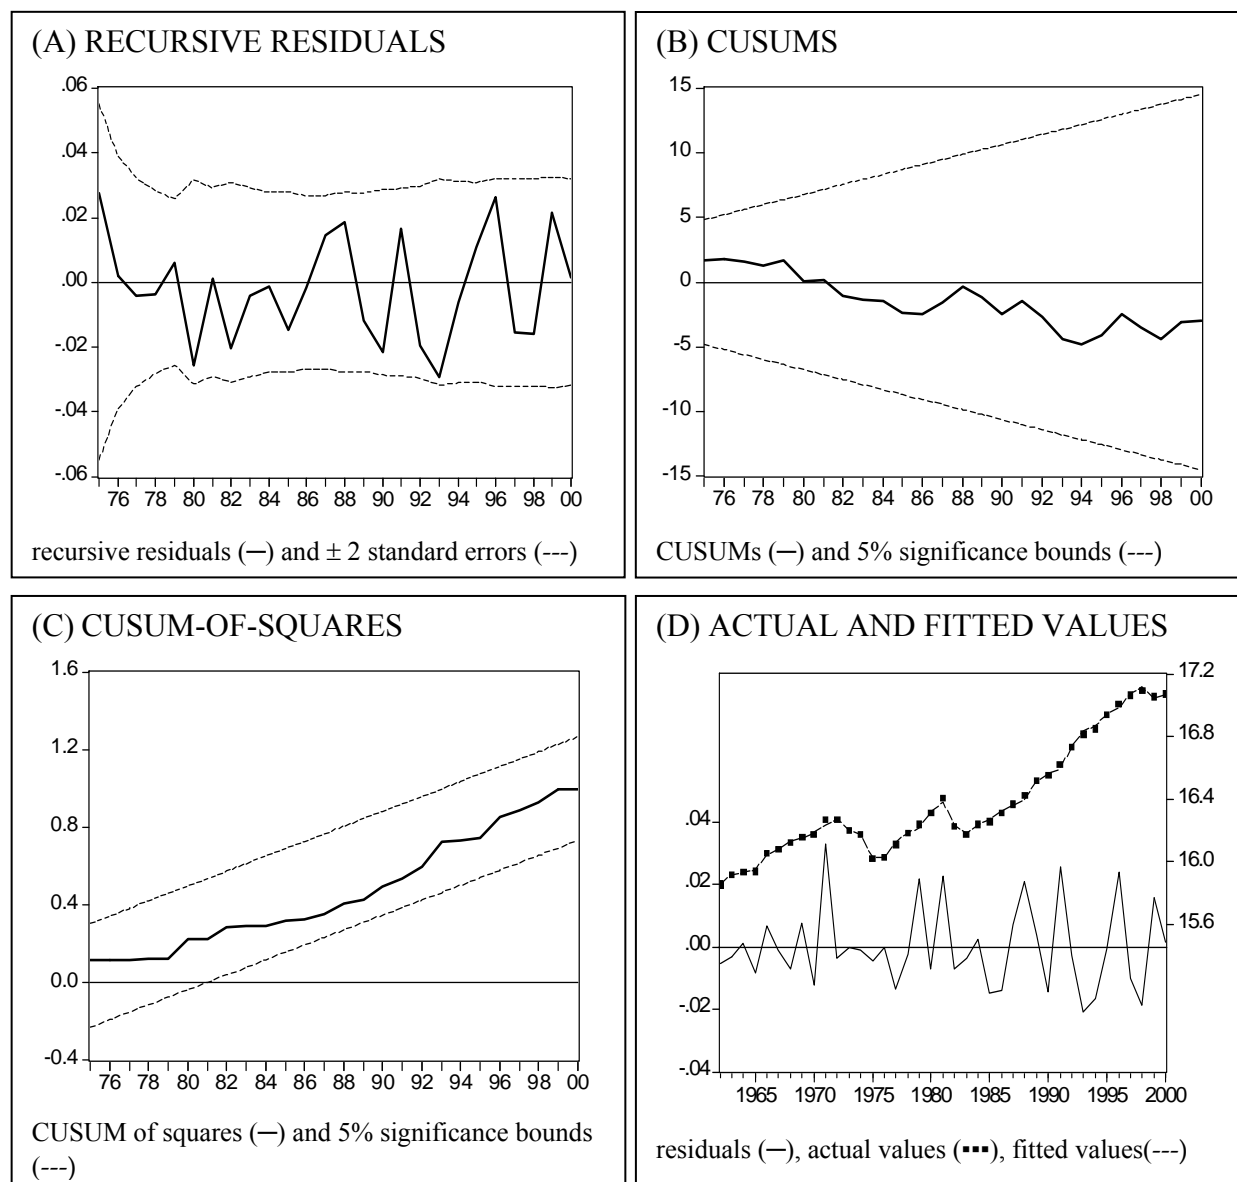 (A) RECURSIVE RESIDUALS
.06
.04
.02
.00
-.02
-.04
-.06
76 78 80 82 84 86 88 90 92 94 96 98 00
recursive residuals (—) and ± 2 standard errors (---)
(B) CUSUMS
15
10
5
0
-5
-10
-15
76 78 80 82 84 86 88 90 92 94 96 98 00
CUSUMs (—) and 5% significance bounds (---)
(C) CUSUM-OF-SQUARES
1.6
1.2
0.8
0.4
0.0
-0.4
76 78 80 82 84 86 88 90 92 94 96 98 00
CUSUM of squares (—) and 5% significance bounds
(---)
(D) ACTUAL AND FITTED VALUES
17.2
16.8
16.4
16.0
15.6
.04
.02
.00
-.02
-.04
1965 1970 1975 1980 1985 1990 1995 2000
residuals (—), actual values (▪▪▪), fitted values(---)